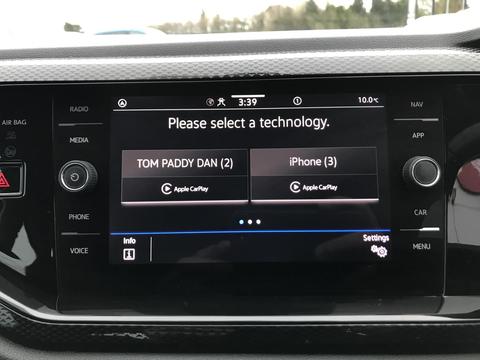 3:39
10.0°C
Please select a technology.
TOM PADDY DAN (2)
iPhone (3)
Apple CarPlay
Apple CarPlay
Info
Settings
AIR BAG
RADIO
MEDIA
PHONE
VOICE
NAV
APP
CAR
MENU